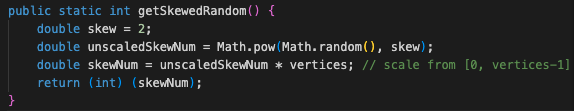 public static int getSkewedRandom() {
    double skew = 2;
    double unscaledSkewNum = Math.pow(Math.random(), skew);
    double skewNum = unscaledSkewNum * vertices; // scale from [0, vertices-1]
    return (int) (skewNum);
}